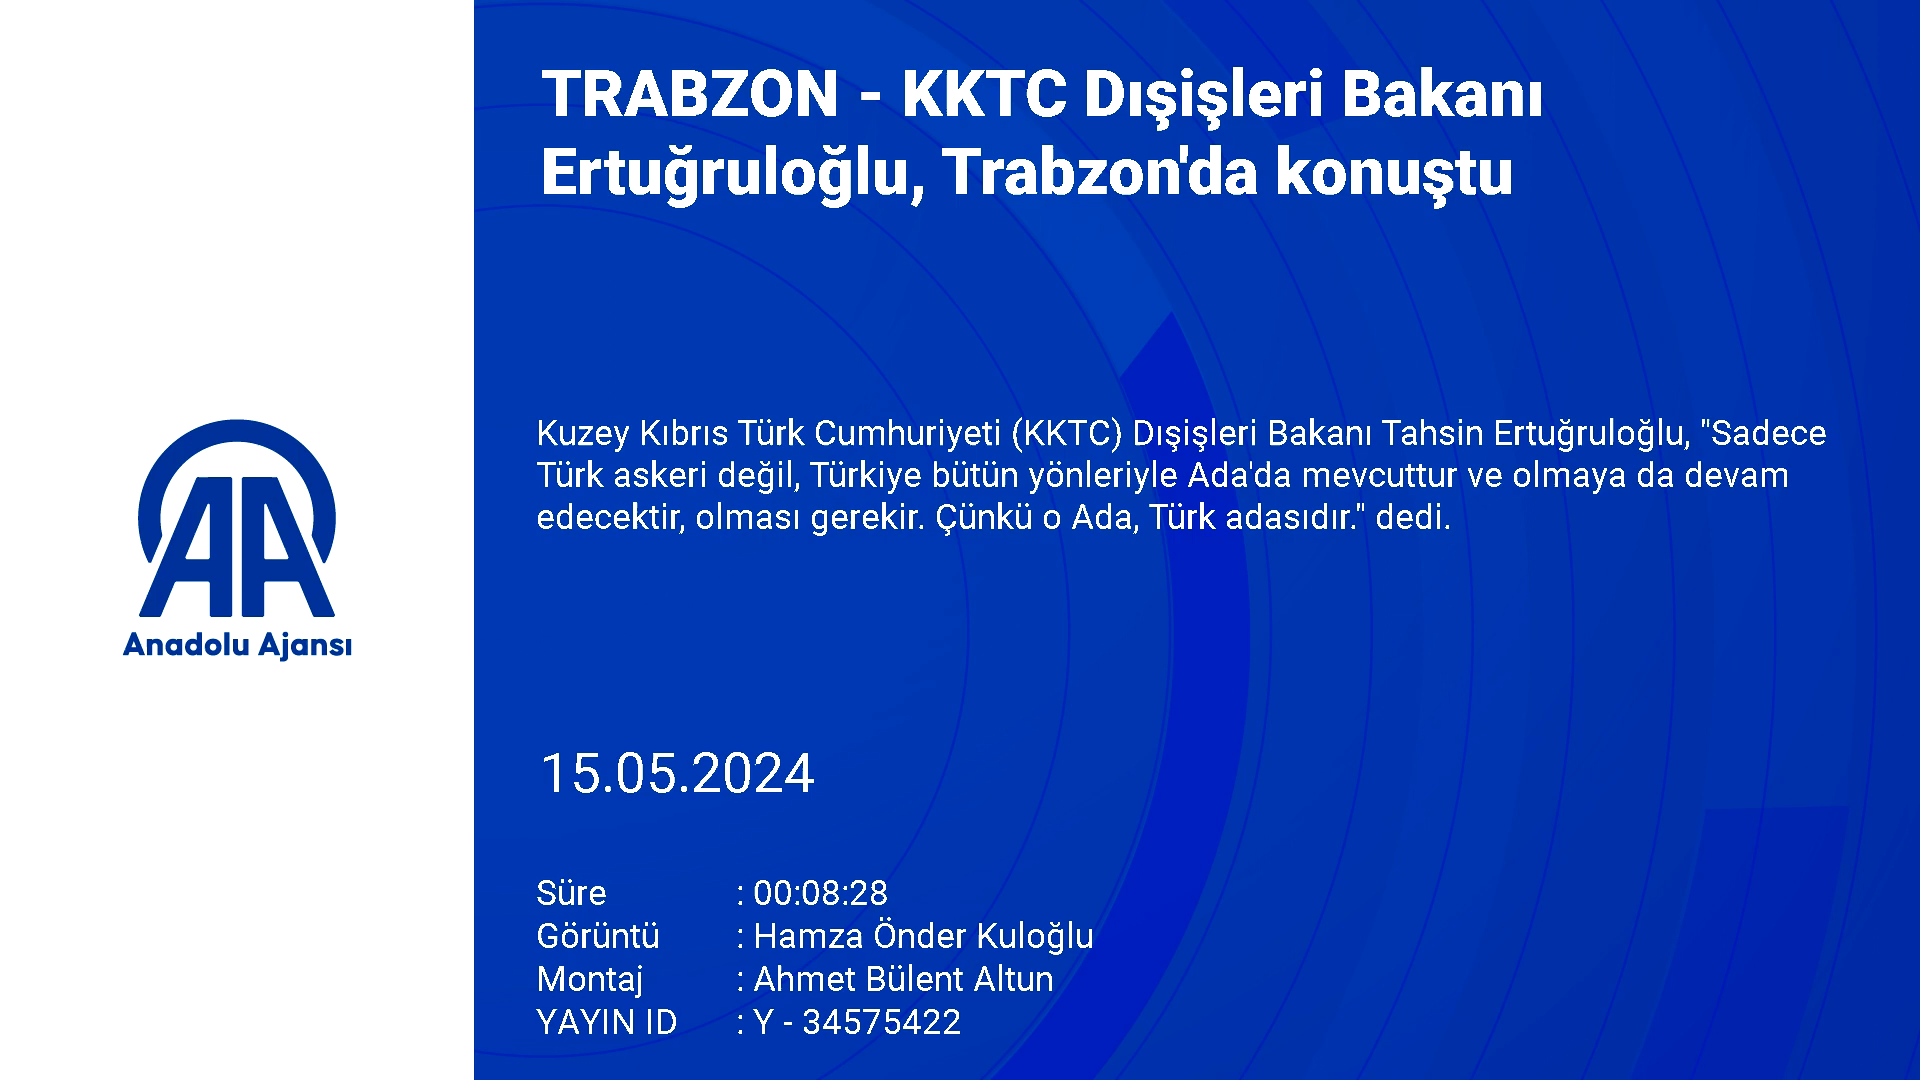 TRABZON - KKTC Dışişleri Bakanı
Ertuğruloğlu, Trabzon'da konuştu
Kuzey Kıbrıs Türk Cumhuriyeti (KKTC) Dışişleri Bakanı Tahsin Ertuğruloğlu, "Sadece
Türk askeri değil, Türkiye bütün yönleriyle Ada'da mevcuttur ve olmaya da devam
edecektir, olması gerekir. Çünkü o Ada, Türk adasıdır." dedi.
AA
Anadolu Ajansı
15.05.2024
Süre : 00:08:28
Görüntü : Hamza Önder Kuloğlu
Montaj : Ahmet Bülent Altun
YAYIN ID : Y - 34575422